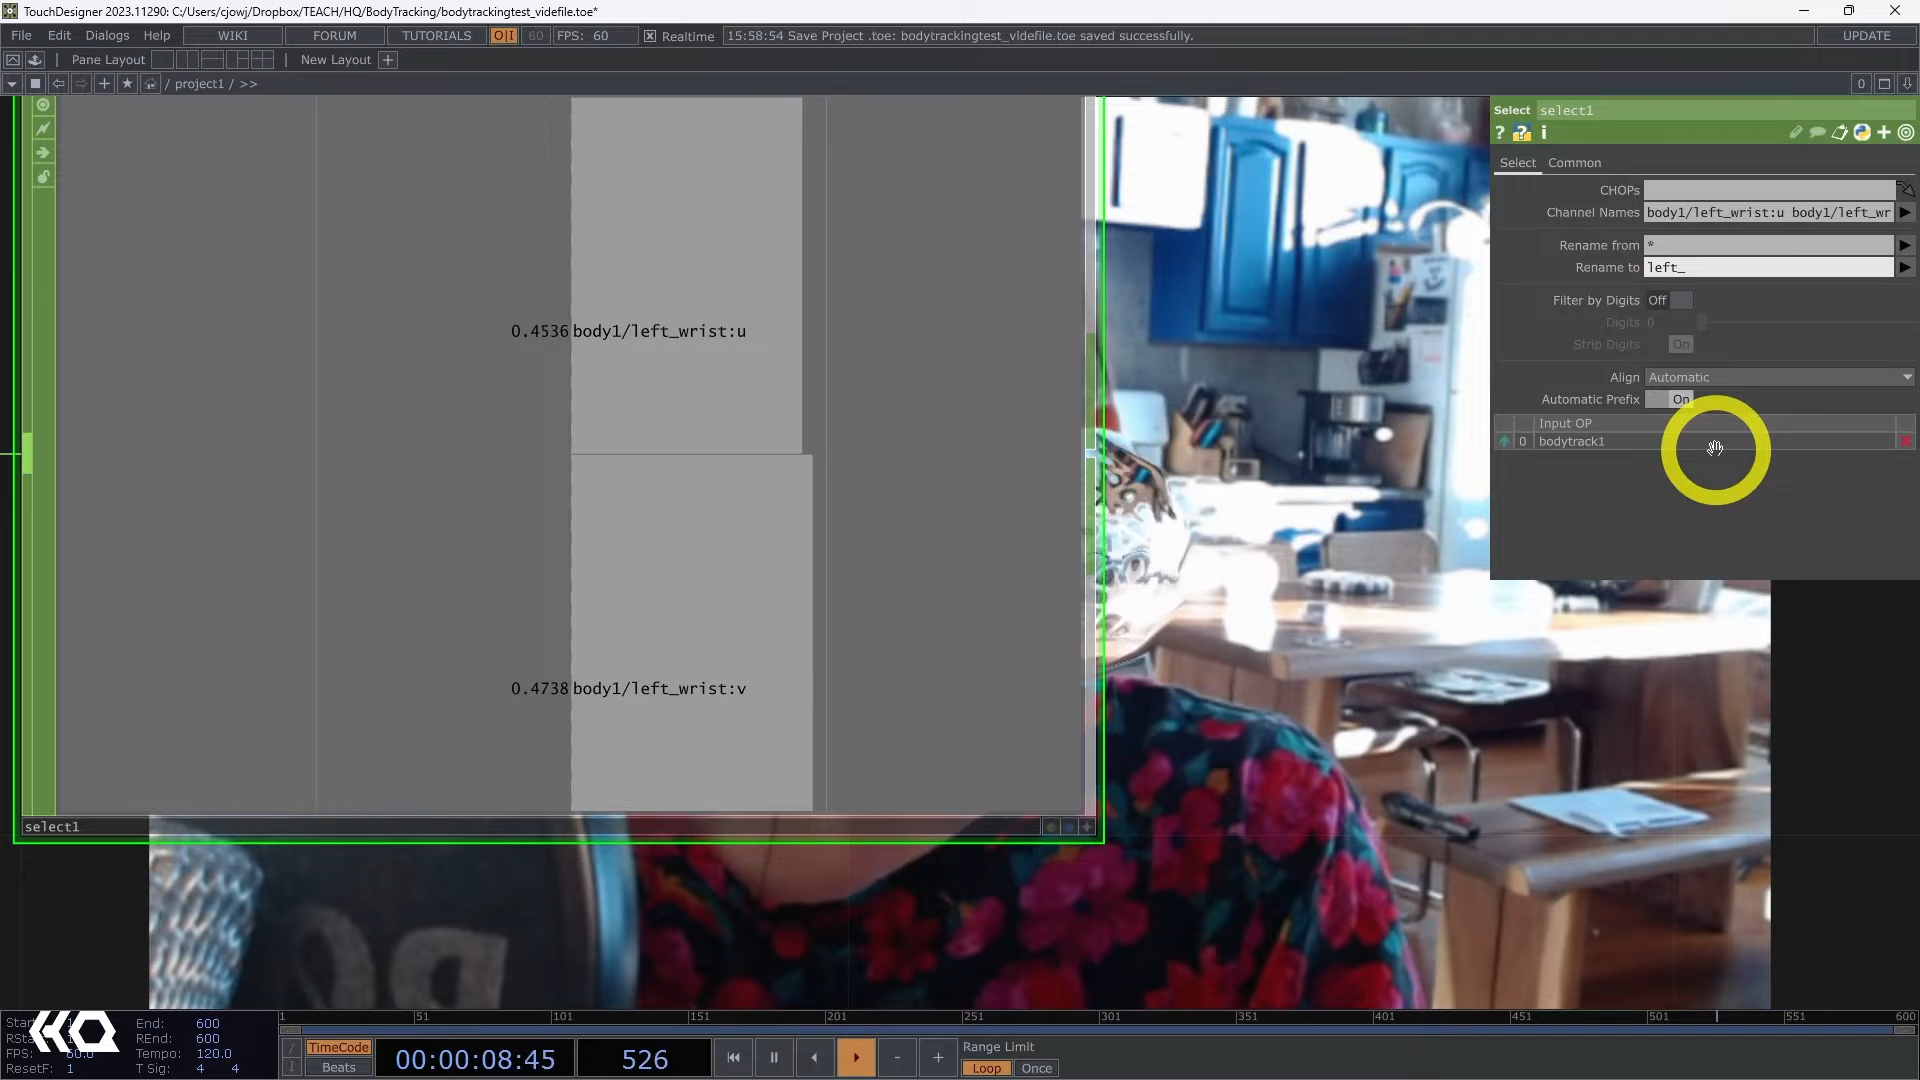 TouchDesigner 2023.11290: C:/Users/cjowj/Dropbox/TEACH/HQ/BodyTracking/bodytrackingtest_videfile.toe*
File Edit Dialogs Help WIKI FORUM TUTORIALS O|I 60 FPS: 60 Realtime 15:58:54 Save Project .toe: bodytrackingtest_videfile.toe saved successfully. UPDATE
Pane Layout New Layout +
/ project1 / >> 0
Select select1
? ? i
Select Common
CHOPs
Channel Names body1/left_wrist:u body1/left_wr
Rename from *
Rename to left_
Filter by Digits Off
Digits 0
Strip Digits On
Align Automatic
Automatic Prefix On
Input OP
0 bodytrack1
0.4536 body1/left_wrist:u
0.4738 body1/left_wrist:v
select1
HQ
1 51 101 151 201 251 301 351 401 451 501 551 600
Start: End: 600
REnd: 600
FPS: 60.0 Tempo: 120.0
ResetF: 1 T Sig: 4 4
TimeCode
Beats
00:00:08:45 526
Range Limit
Loop Once